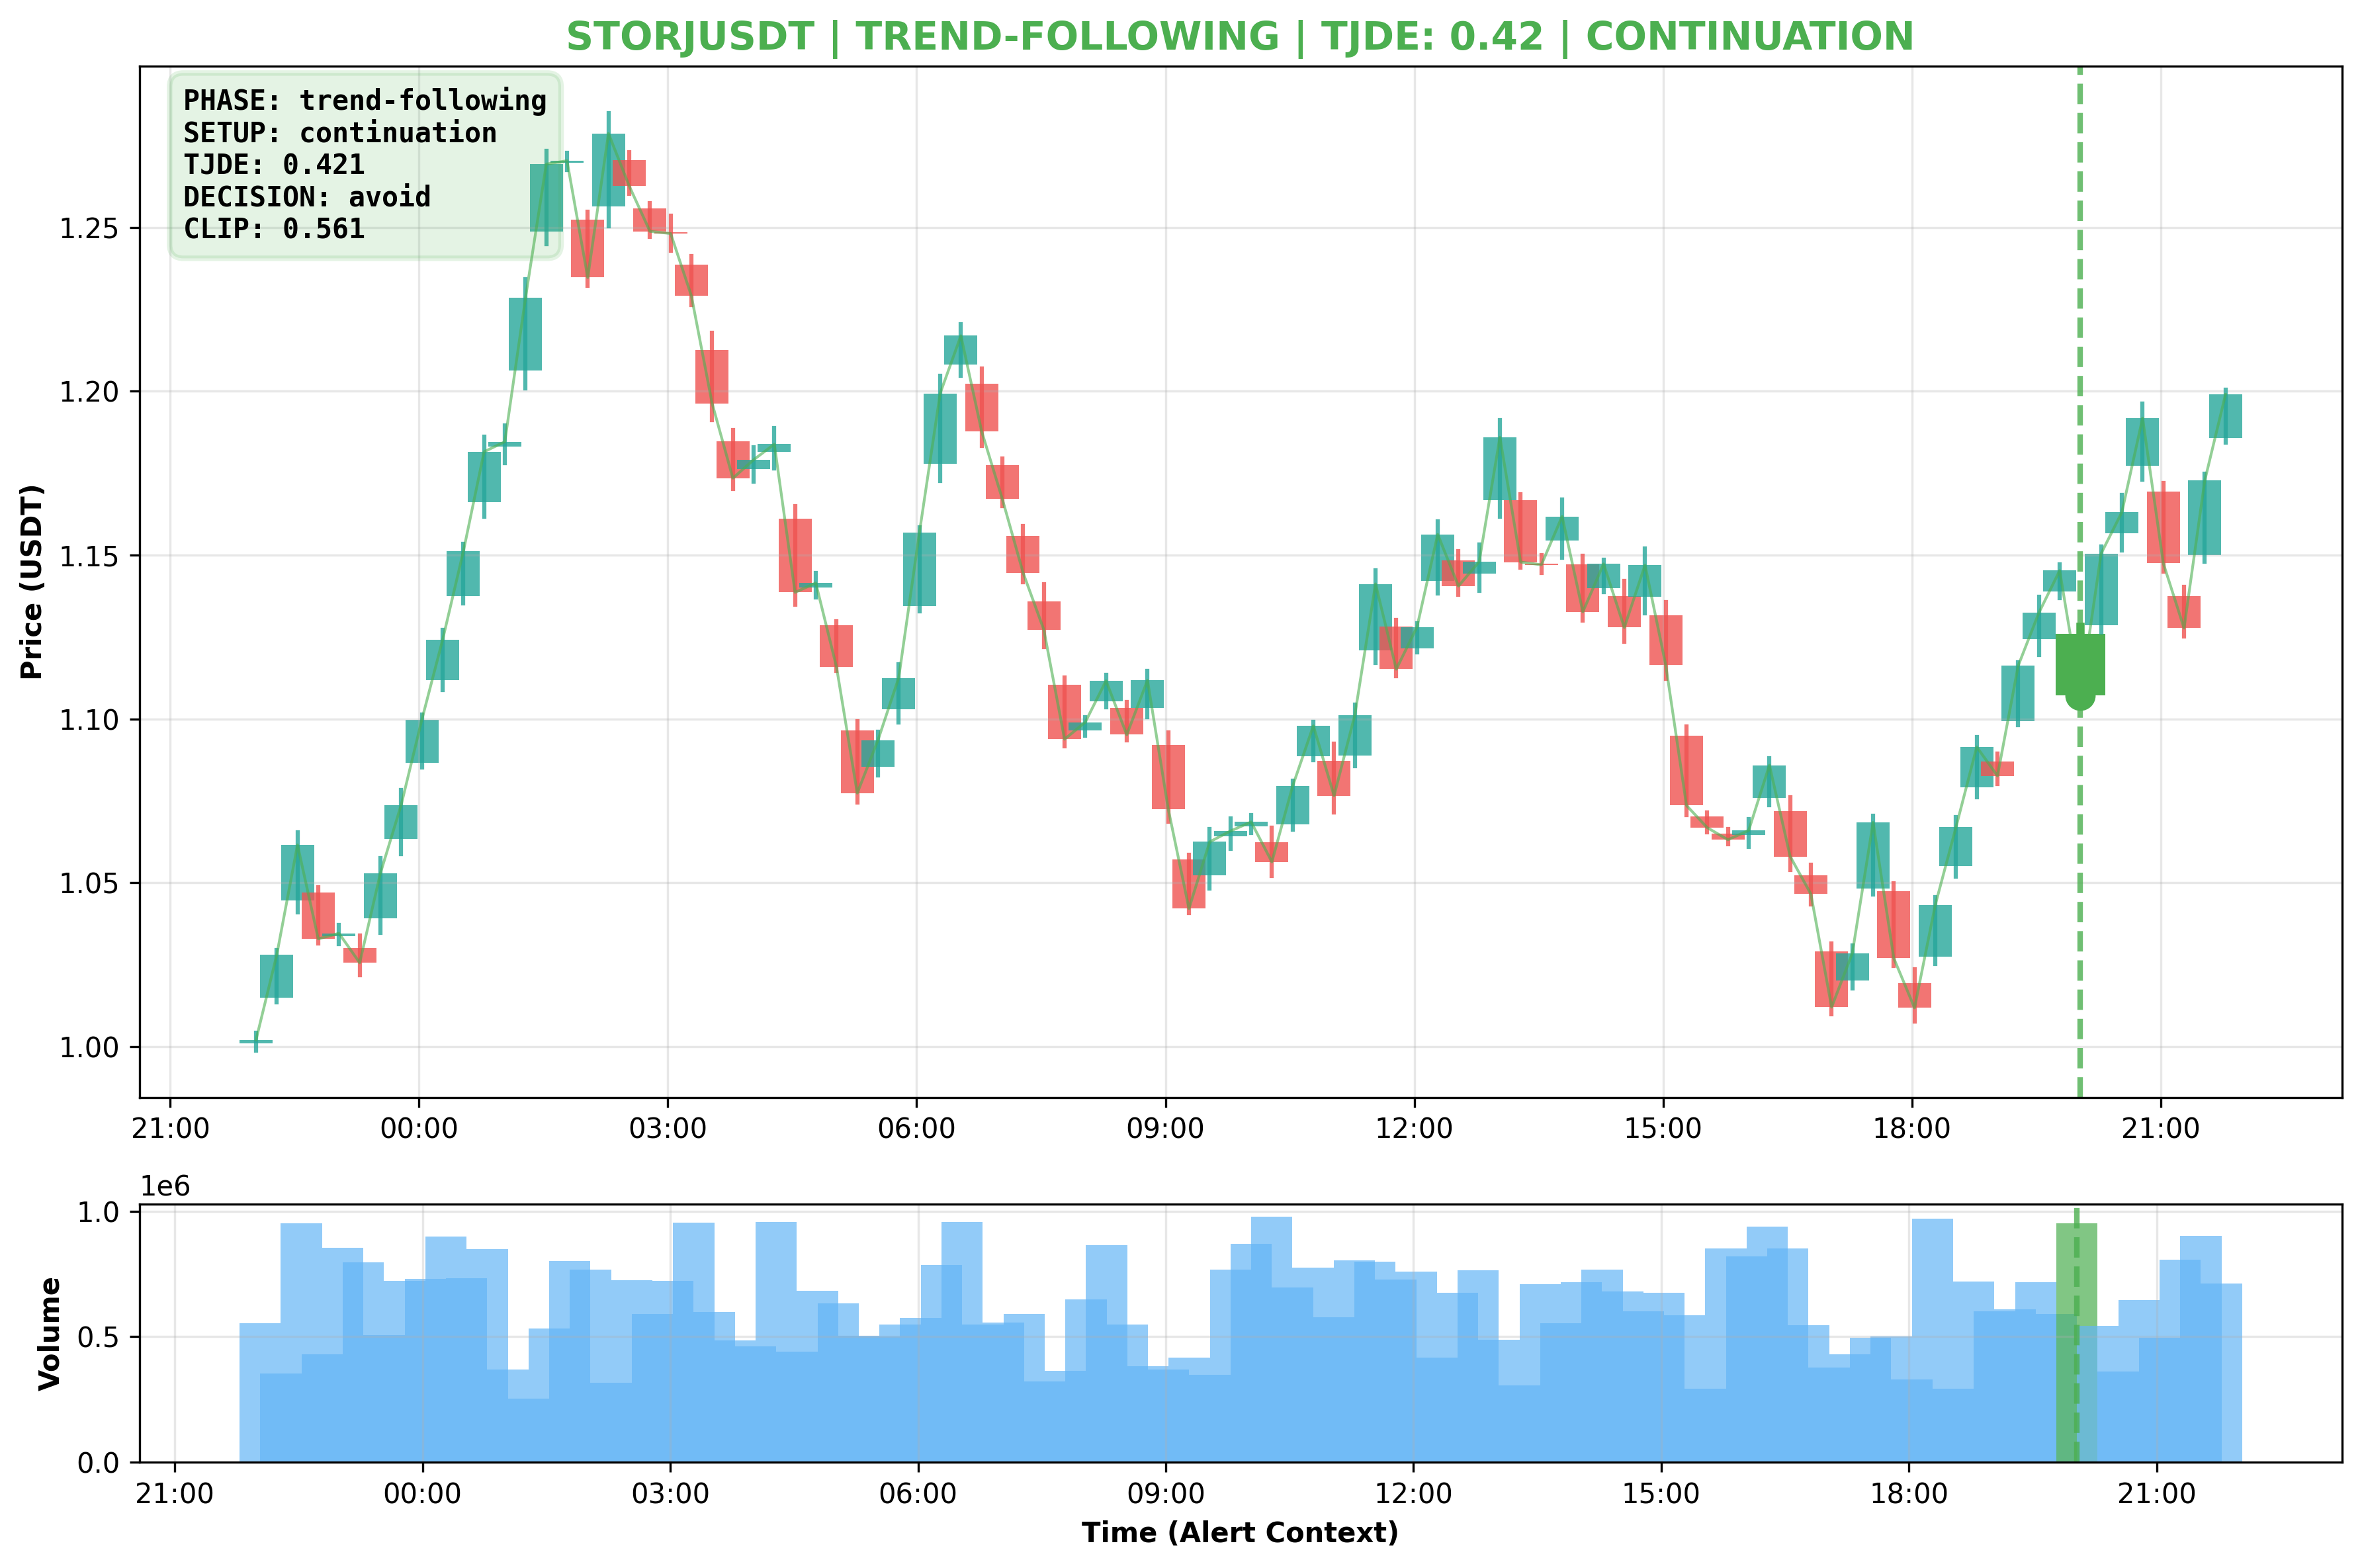 STORJUSDT | TREND-FOLLOWING | TJDE: 0.42 | CONTINUATION
PHASE: trend-following
SETUP: continuation
TJDE: 0.421
DECISION: avoid
CLIP: 0.561
Price (USDT)
1.25
1.20
1.15
1.10
1.05
1.00
21:00 00:00 03:00 06:00 09:00 12:00 15:00 18:00 21:00
1e6
Volume
1.0
0.5
0.0
21:00 00:00 03:00 06:00 09:00 12:00 15:00 18:00 21:00
Time (Alert Context)